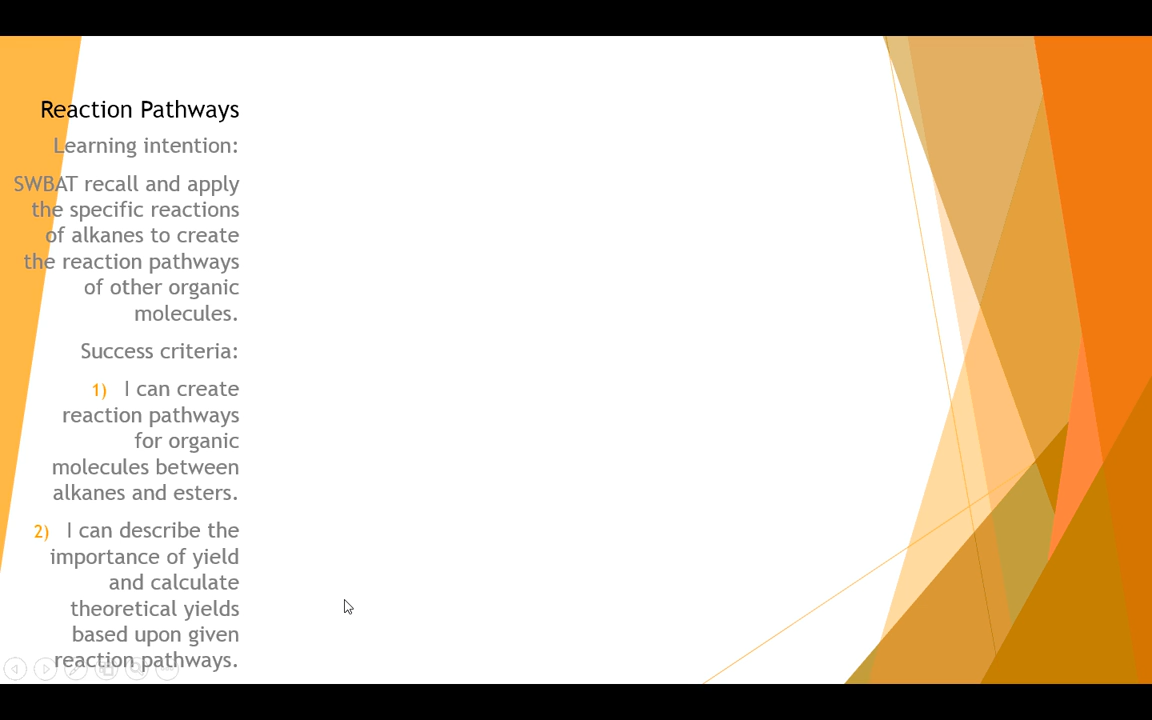 Reaction Pathways
Learning intention:
SWBAT recall and apply
the specific reactions
of alkanes to create
the reaction pathways
of other organic
molecules.
Success criteria:
1) I can create
reaction pathways
for organic
molecules between
alkanes and esters.
2) I can describe the
importance of yield
and calculate
theoretical yields
based upon given
reaction pathways.